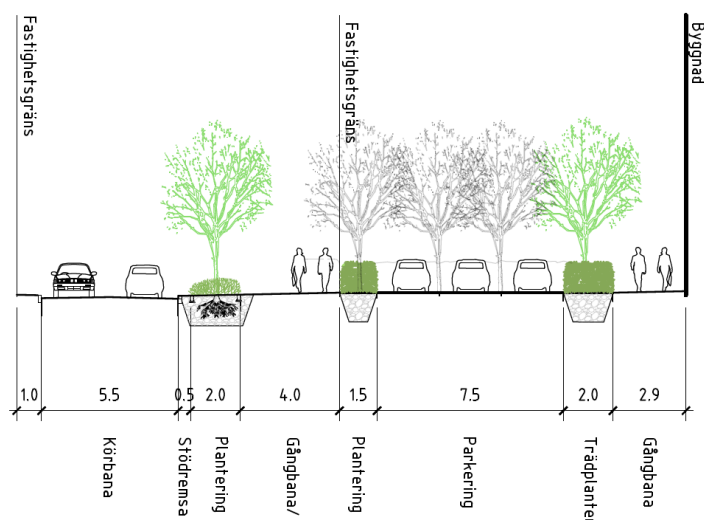 Fastighetsgräns
Fastighetsgräns
Byggnad
1.0
5.5
0.5
2.0
4.0
1.5
7.5
2.0
2.9
Körbana
Stödremsa
Plantering
Gångbana/
Plantering
Parkering
Trädplanter
Gångbana